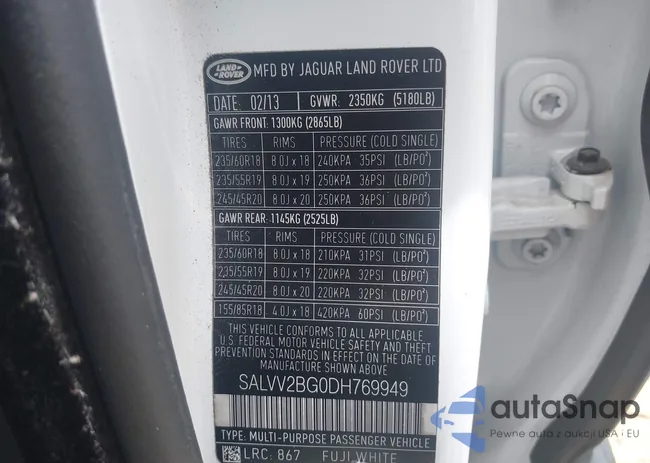 LAND ROVER MFD BY JAGUAR LAND ROVER LTD
DATE: 02/13 GVWR: 2350KG (5180LB)
GAWR FRONT: 1300KG (2865LB)
TIRES RIMS PRESSURE (COLD SINGLE)
235/60R18 8.0J x 18 240KPA 35PSI (LB/PO²)
235/55R19 8.0J x 19 250KPA 36PSI (LB/PO²)
245/45R20 8.0J x 20 250KPA 36PSI (LB/PO²)
GAWR REAR: 1145KG (2525LB)
TIRES RIMS PRESSURE (COLD SINGLE)
235/60R18 8.0J x 18 210KPA 31PSI (LB/PO²)
235/55R19 8.0J x 19 220KPA 32PSI (LB/PO²)
245/45R20 8.0J x 20 220KPA 32PSI (LB/PO²)
155/85R18 4.0J x 18 420KPA 60PSI (LB/PO²)
THIS VEHICLE CONFORMS TO ALL APPLICABLE
U.S. FEDERAL MOTOR VEHICLE SAFETY BUMPER AND
THEFT PREVENTION STANDARDS IN EFFECT ON THE DATE OF
MANUFACTURE SHOWN ABOVE
SALVV2BG0DH769949
TYPE: MULTI-PURPOSE PASSENGER VEHICLE
LRC: 867 FUJI WHITE
autoSnap
Pewne auta z aukcji USA i EU